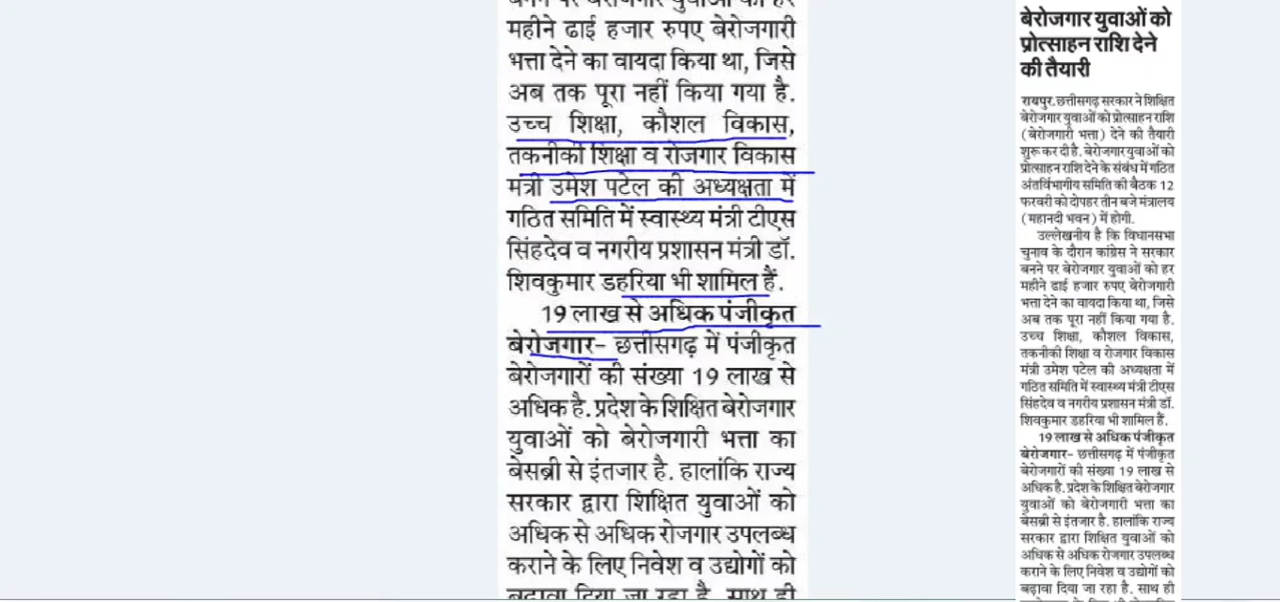 बनने पर बेरोजगार युवाओं को हर
महीने ढाई हजार रुपए बेरोजगारी
भत्ता देने का वायदा किया था, जिसे
अब तक पूरा नहीं किया गया है.
उच्च शिक्षा, कौशल विकास,
तकनीकी शिक्षा व रोजगार विकास
मंत्री उमेश पटेल की अध्यक्षता में
गठित समिति में स्वास्थ्य मंत्री टीएस
सिंहदेव व नगरीय प्रशासन मंत्री डॉ.
शिवकुमार डहरिया भी शामिल हैं.
19 लाख से अधिक पंजीकृत
बेरोजगार– छत्तीसगढ़ में पंजीकृत
बेरोजगारों की संख्या 19 लाख से
अधिक है. प्रदेश के शिक्षित बेरोजगार
युवाओं को बेरोजगारी भत्ता का
बेसब्री से इंतजार है. हालांकि राज्य
सरकार द्वारा शिक्षित युवाओं को
अधिक से अधिक रोजगार उपलब्ध
कराने के लिए निवेश व उद्योगों को
बढ़ावा दिया जा रहा है. साथ ही
बेरोजगार युवाओं को
प्रोत्साहन राशि देने
की तैयारी
रायपुर. छत्तीसगढ़ सरकार ने शिक्षित
बेरोजगार युवाओं को प्रोत्साहन राशि
(बेरोजगारी भत्ता) देने की तैयारी
शुरू कर दी है. बेरोजगार युवाओं को
प्रोत्साहन राशि देने के संबंध में गठित
अंतर्विभागीय समिति की बैठक 12
फरवरी को दोपहर तीन बजे मंत्रालय
(महानदी भवन) में होगी.
उल्लेखनीय है कि विधानसभा
चुनाव के दौरान कांग्रेस ने सरकार
बनने पर बेरोजगार युवाओं को हर
महीने ढाई हजार रुपए बेरोजगारी
भत्ता देने का वायदा किया था, जिसे
अब तक पूरा नहीं किया गया है.
उच्च शिक्षा, कौशल विकास,
तकनीकी शिक्षा व रोजगार विकास
मंत्री उमेश पटेल की अध्यक्षता में
गठित समिति में स्वास्थ्य मंत्री टीएस
सिंहदेव व नगरीय प्रशासन मंत्री डॉ.
शिवकुमार डहरिया भी शामिल हैं.
19 लाख से अधिक पंजीकृत
बेरोजगार– छत्तीसगढ़ में पंजीकृत
बेरोजगारों की संख्या 19 लाख से
अधिक है. प्रदेश के शिक्षित बेरोजगार
युवाओं को बेरोजगारी भत्ता का
बेसब्री से इंतजार है. हालांकि राज्य
सरकार द्वारा शिक्षित युवाओं को
अधिक से अधिक रोजगार उपलब्ध
कराने के लिए निवेश व उद्योगों को
बढ़ावा दिया जा रहा है. साथ ही